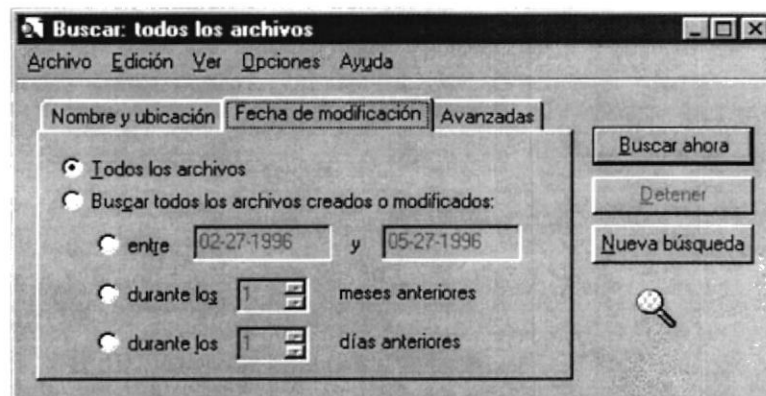 Buscar: todos los archivos
Archivo Edición Ver Opciones Ayuda
Nombre y ubicación Fecha de modificación Avanzadas
Todos los archivos
Buscar todos los archivos creados o modificados:
entre 02-27-1996 y 05-27-1996
durante los 1 meses anteriores
durante los 1 días anteriores
Buscar ahora
Detener
Nueva búsqueda